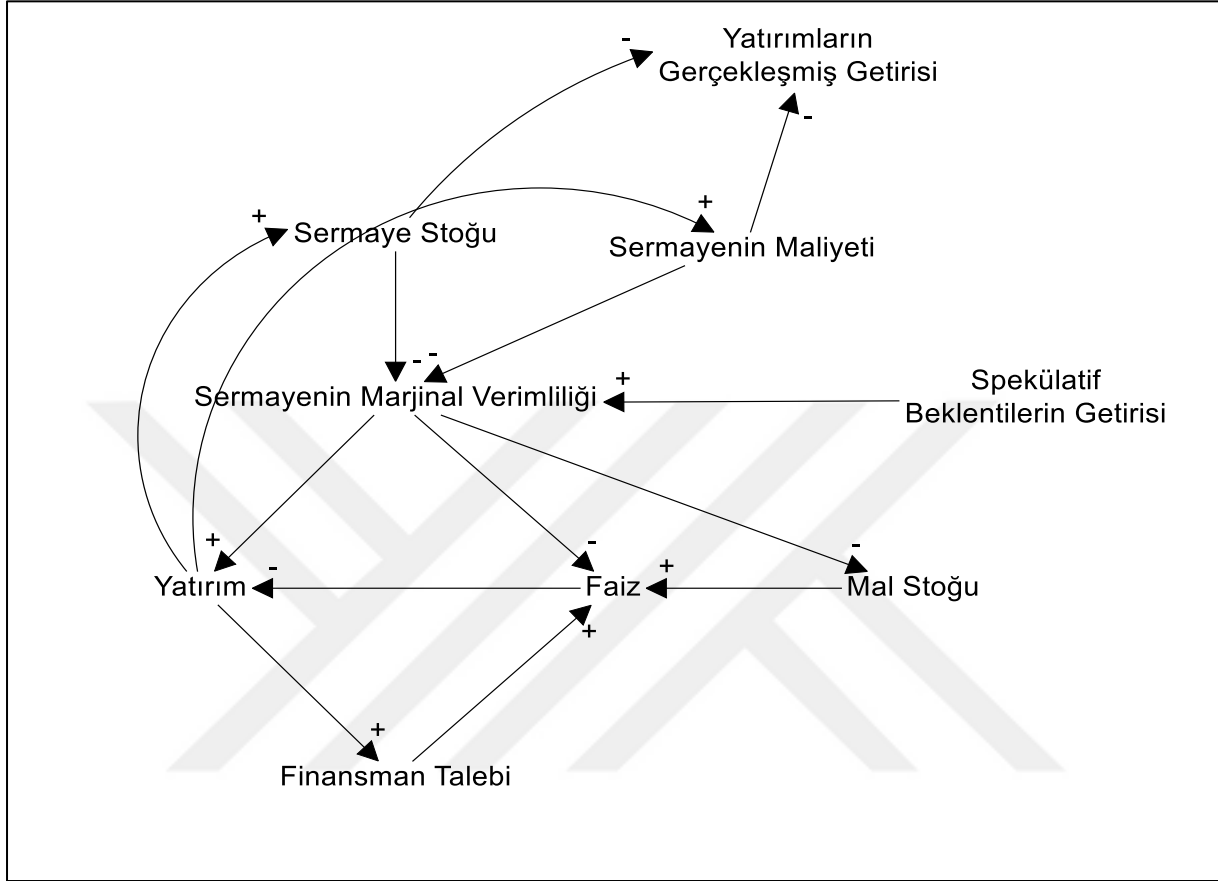 -
Yatırımların
Gerçekleşmiş Getirisi
-
+
+
Sermaye Stoğu
Sermayenin Maliyeti
- -
Sermayenin Marjinal Verimliliği
+
Spekülatif
Beklentilerin Getirisi
+
-
-
+
-
Yatırım
Faiz
Mal Stoğu
+
+
Finansman Talebi